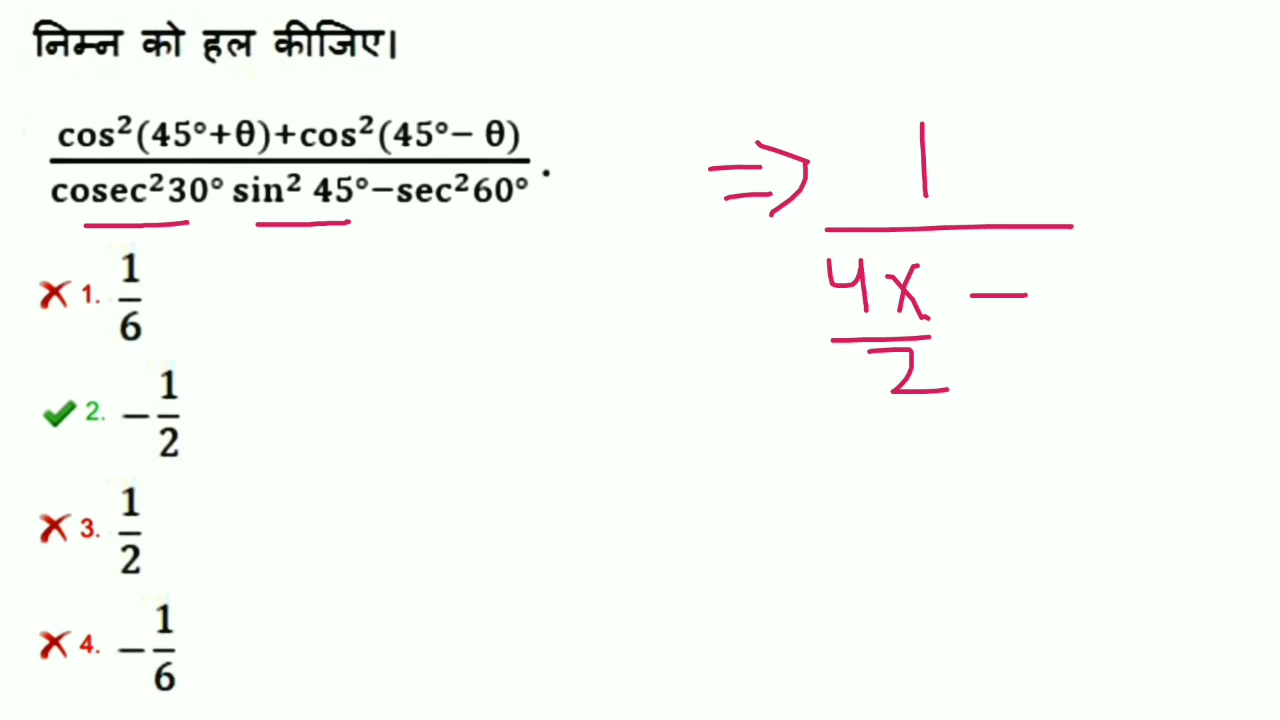 निम्न को हल कीजिए।
cos²(45°+θ)+cos²(45°− θ)
cosec²30° sin² 45°−sec²60° .
1. 1/6
2. −1/2
3. 1/2
4. −1/6
⇒ 1
4 x —
2